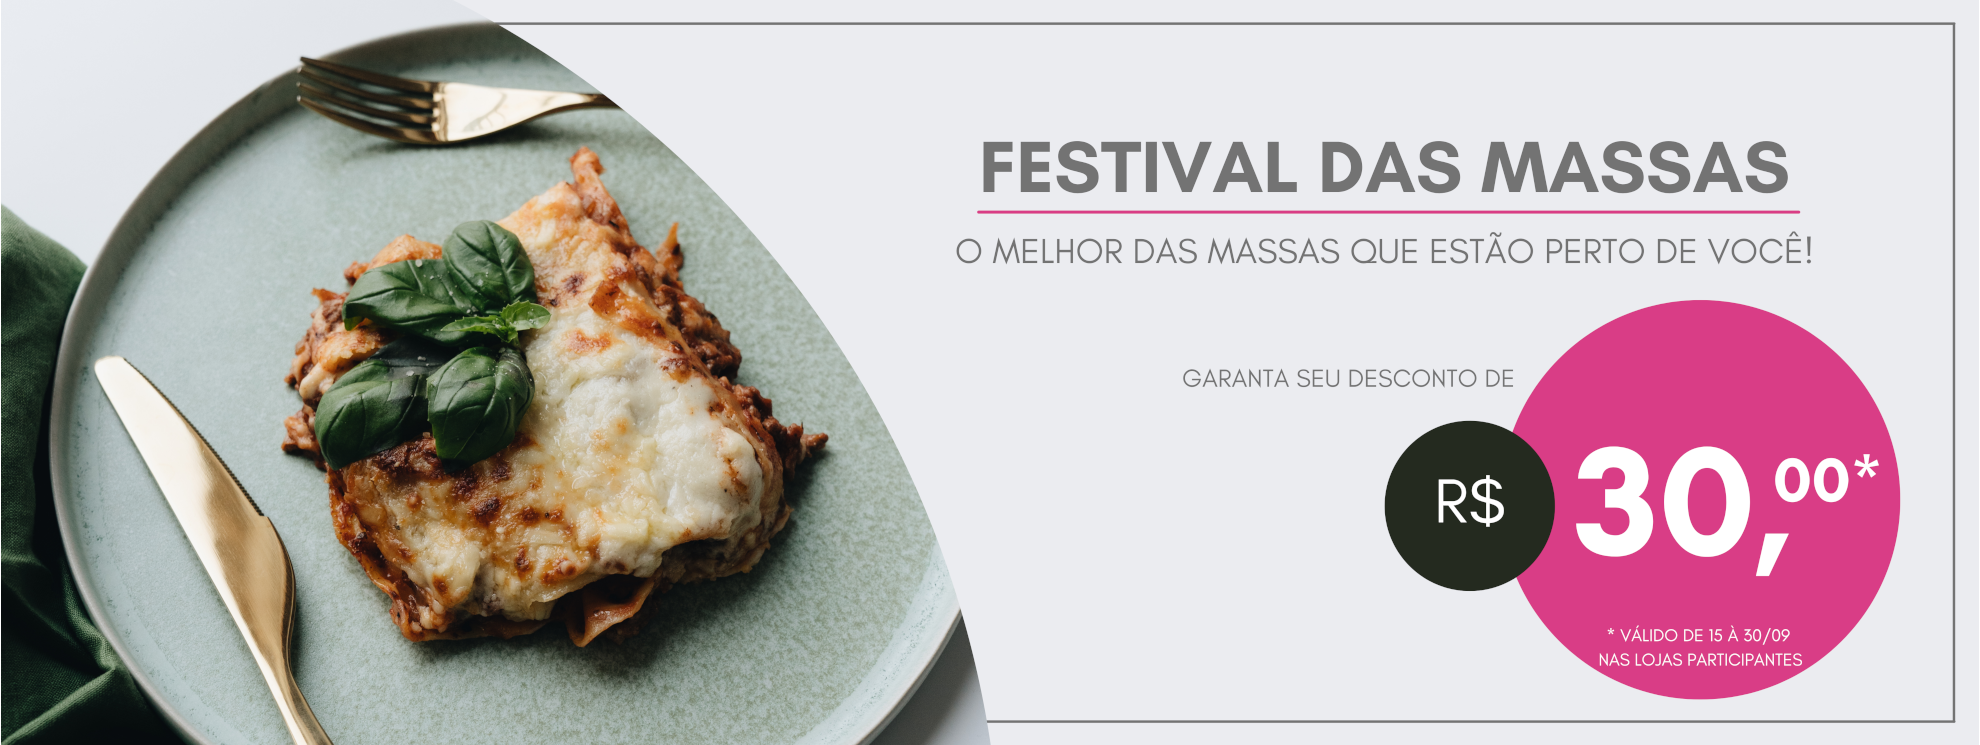 FESTIVAL DAS MASSAS
O MELHOR DAS MASSAS QUE ESTÃO PERTO DE VOCÊ!
GARANTA SEU DESCONTO DE
R$ 30,00*
* VÁLIDO DE 15 À 30/09
NAS LOJAS PARTICIPANTES